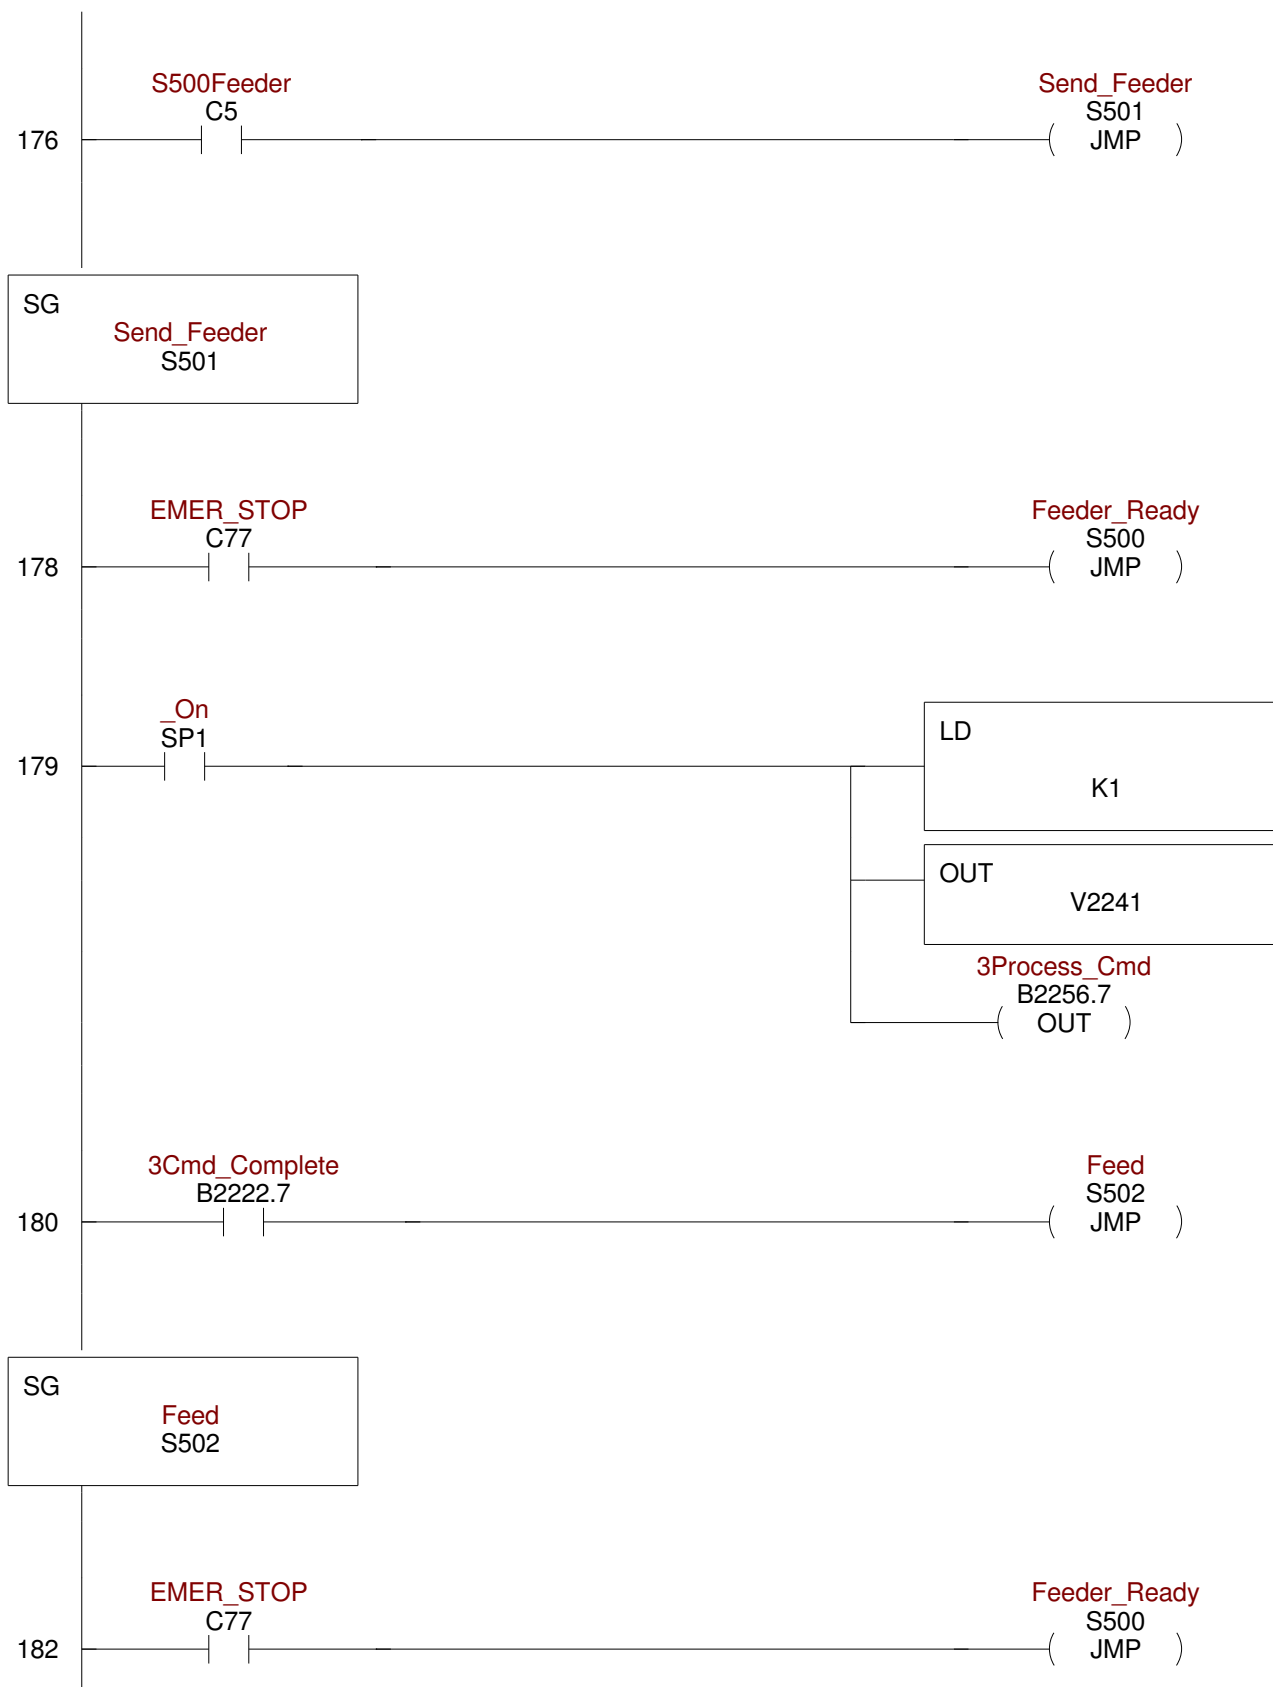 S500Feeder
C5
176
Send_Feeder
S501
JMP
SG
Send_Feeder
S501
EMER_STOP
C77
178
Feeder_Ready
S500
JMP
_On
SP1
179
LD
K1
OUT
V2241
3Process_Cmd
B2256.7
OUT
3Cmd_Complete
B2222.7
180
Feed
S502
JMP
SG
Feed
S502
EMER_STOP
C77
182
Feeder_Ready
S500
JMP